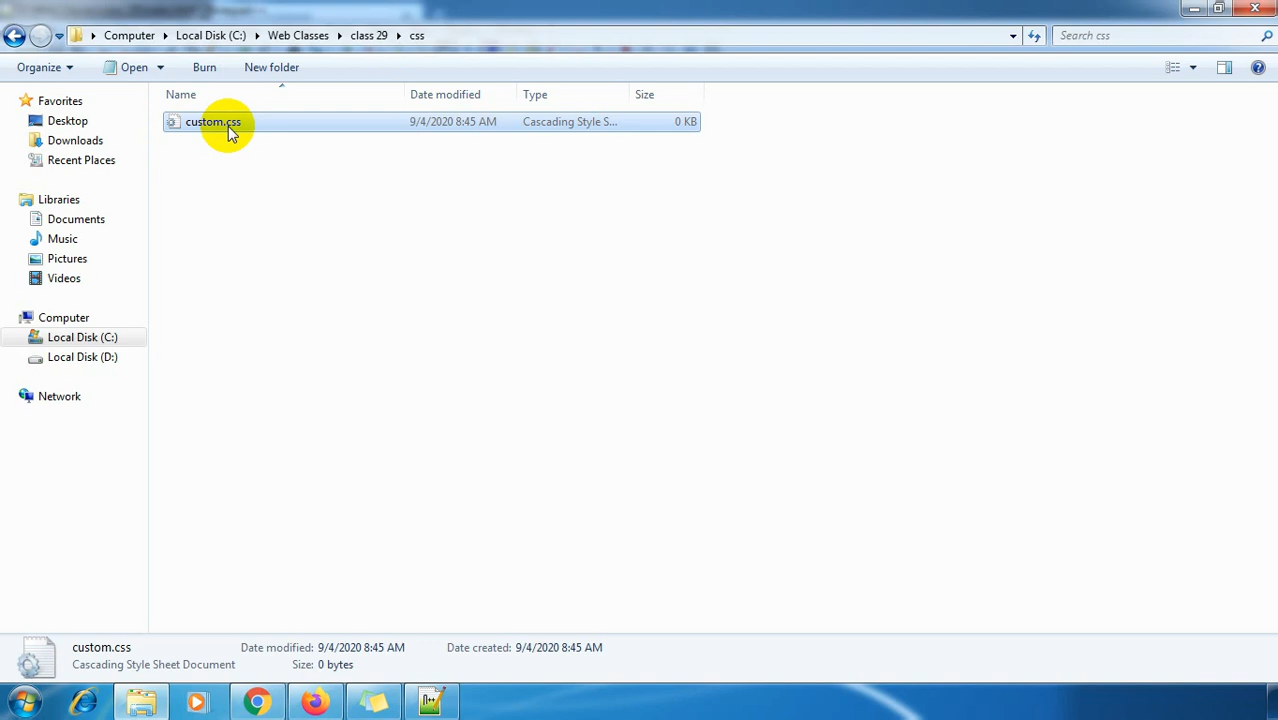 Computer Local Disk (C:) Web Classes class 29 css Search css
Organize Open Burn New folder
Name Date modified Type Size
custom.css 9/4/2020 8:45 AM Cascading Style S... 0 KB
Favorites
Desktop
Downloads
Recent Places
Libraries
Documents
Music
Pictures
Videos
Computer
Local Disk (C:)
Local Disk (D:)
Network
custom.css Date modified: 9/4/2020 8:45 AM Date created: 9/4/2020 8:45 AM
Cascading Style Sheet Document Size: 0 bytes